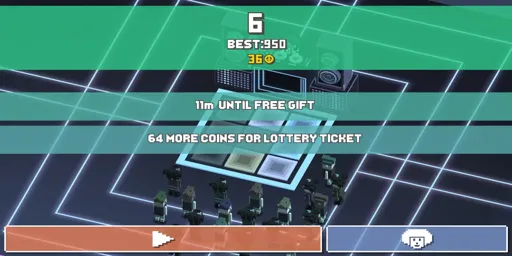 6
BEST:950
36
11m UNTIL FREE GIFT
64 MORE COINS FOR LOTTERY TICKET